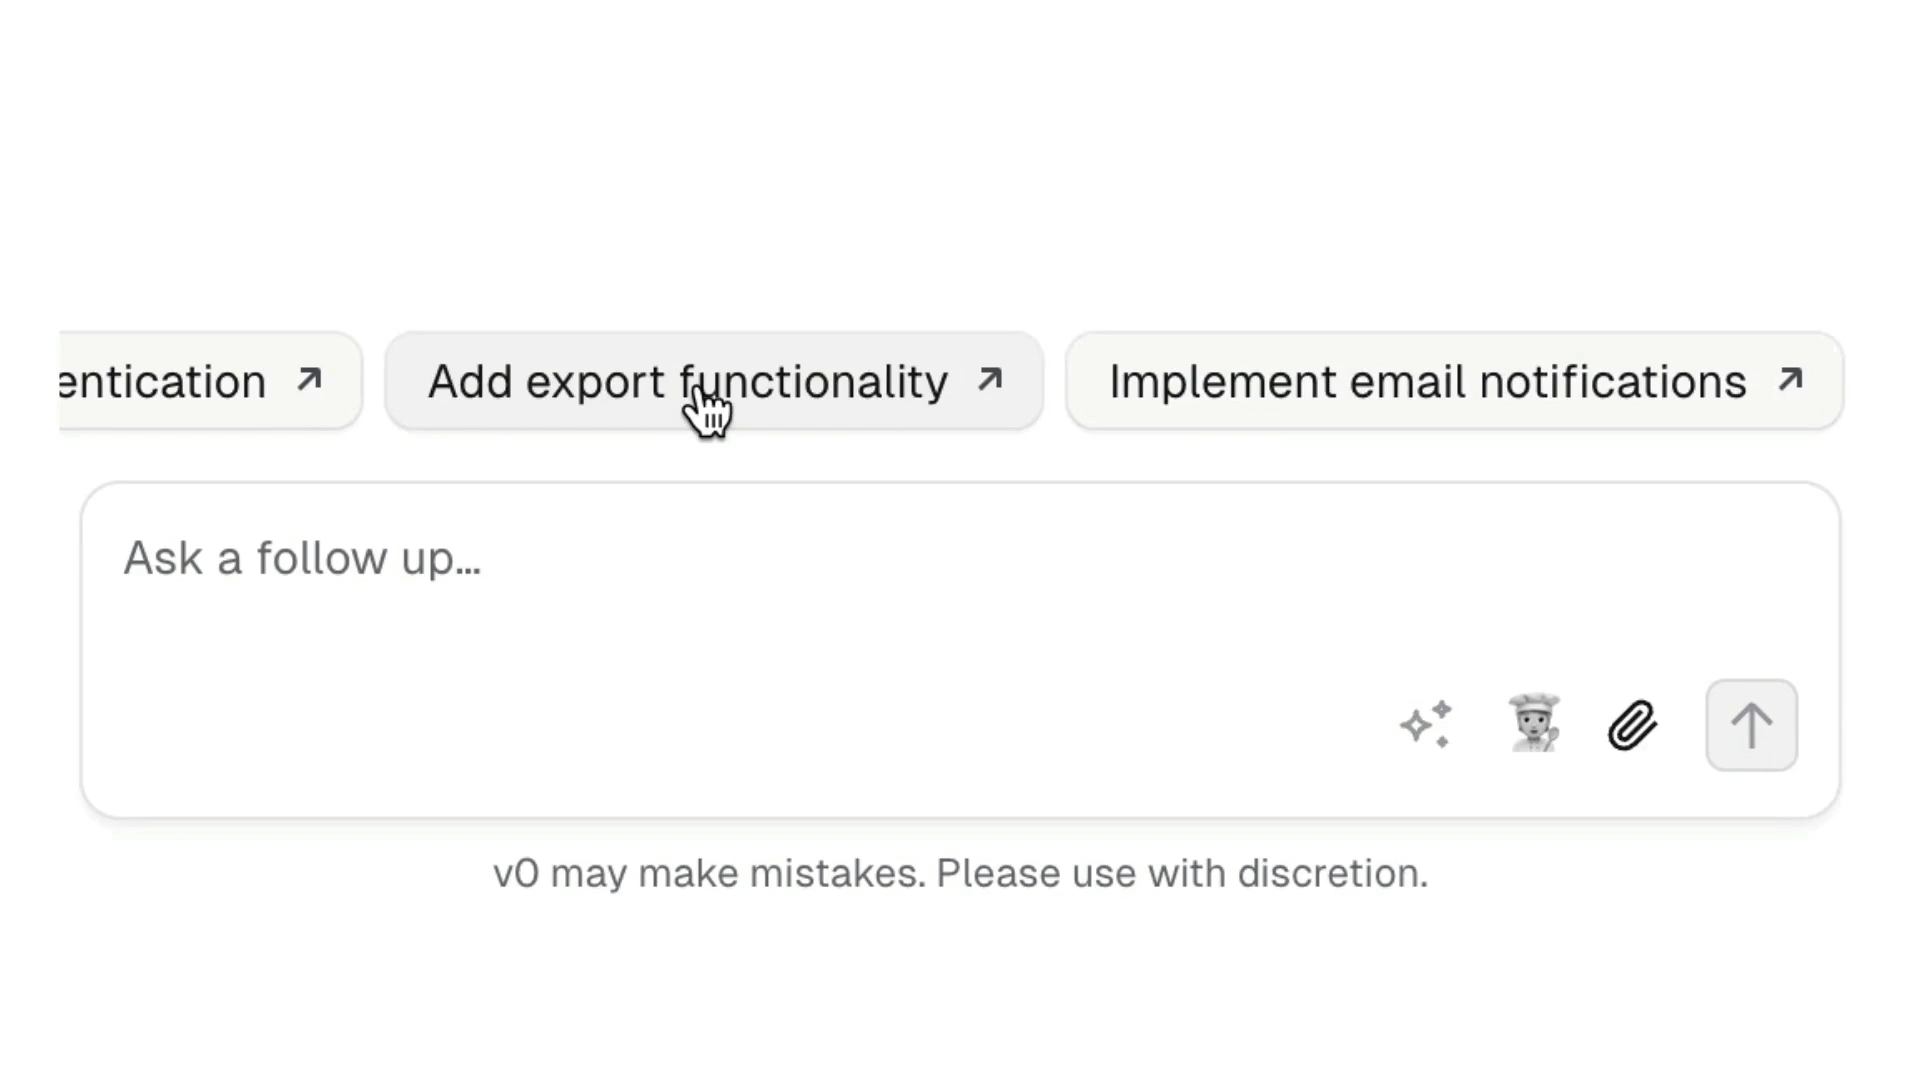 entication
Add export functionality
Implement email notifications
Ask a follow up...
v0 may make mistakes. Please use with discretion.